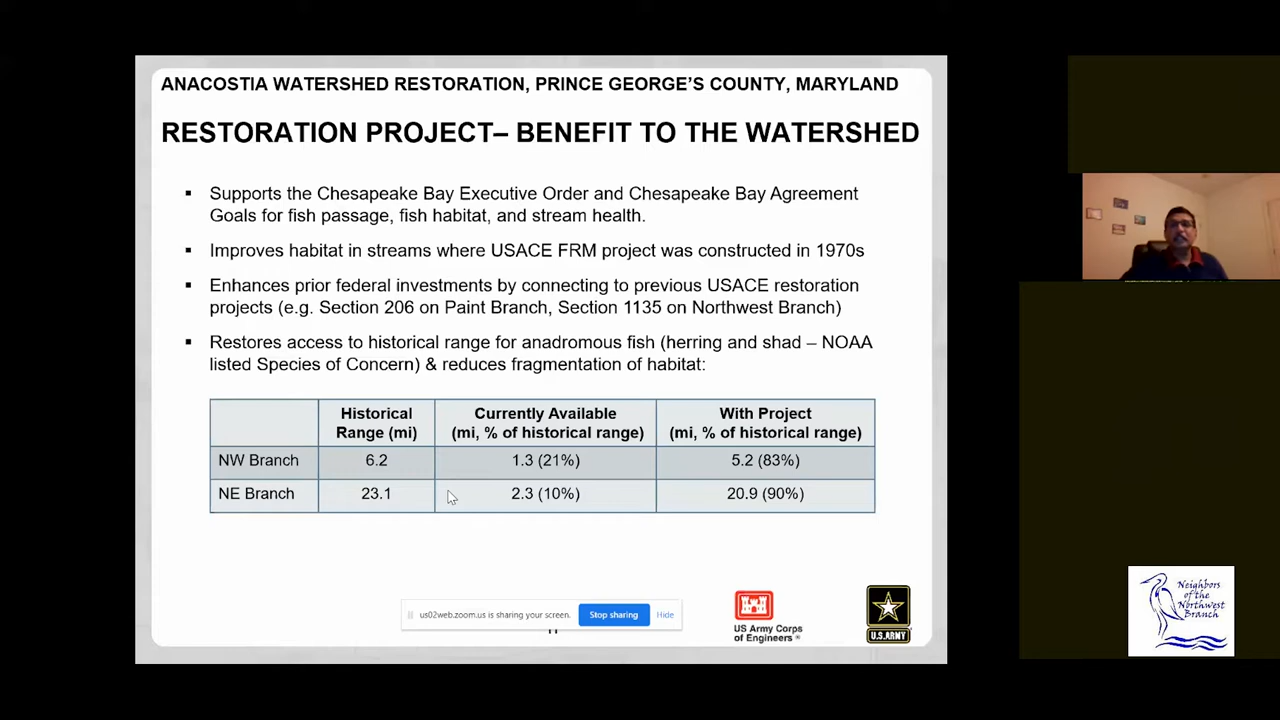 ANACOSTIA WATERSHED RESTORATION, PRINCE GEORGE'S COUNTY, MARYLAND
RESTORATION PROJECT– BENEFIT TO THE WATERSHED
▪ Supports the Chesapeake Bay Executive Order and Chesapeake Bay Agreement
Goals for fish passage, fish habitat, and stream health.
▪ Improves habitat in streams where USACE FRM project was constructed in 1970s
▪ Enhances prior federal investments by connecting to previous USACE restoration
projects (e.g. Section 206 on Paint Branch, Section 1135 on Northwest Branch)
▪ Restores access to historical range for anadromous fish (herring and shad – NOAA
listed Species of Concern) & reduces fragmentation of habitat:
Historical Currently Available With Project
Range (mi) (mi, % of historical range) (mi, % of historical range)
NW Branch 6.2 1.3 (21%) 5.2 (83%)
NE Branch 23.1 2.3 (10%) 20.9 (90%)
us02web.zoom.us is sharing your screen. Stop sharing Hide
US Army Corps
of Engineers ®
U.S.ARMY
Neighbors
of the
Northwest
Branch